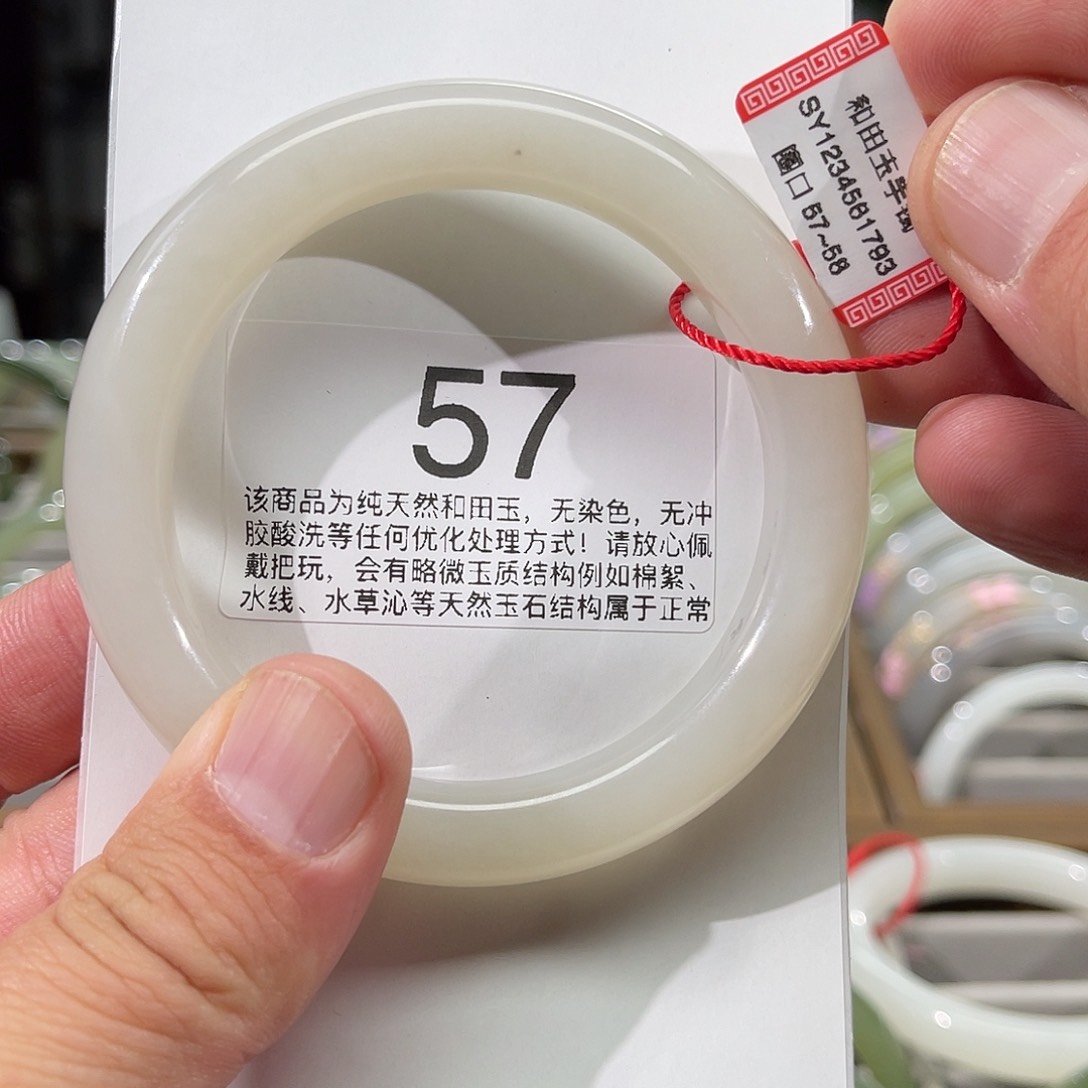 和田玉手镯
SY1234561793
圈口 57~58
57
该商品为纯天然和田玉，无染色，无冲
胶酸洗等任何优化处理方式！请放心佩
戴把玩，会有略微玉质结构例如棉絮、
水线、水草沁等天然玉石结构属于正常